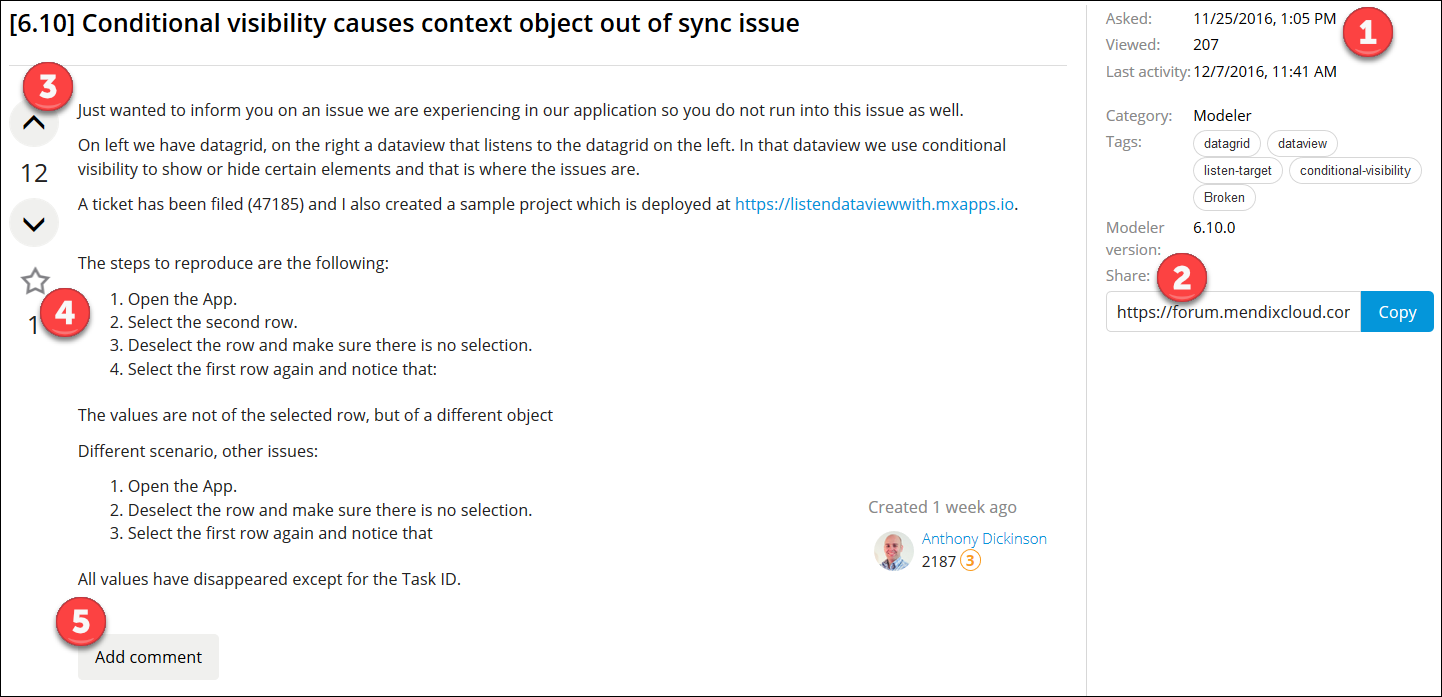 [6.10] Conditional visibility causes context object out of sync issue
3
12
4
1
Just wanted to inform you on an issue we are experiencing in our application so you do not run into this issue as well.
On left we have datagrid, on the right a dataview that listens to the datagrid on the left. In that dataview we use conditional
visibility to show or hide certain elements and that is where the issues are.
A ticket has been filed (47185) and I also created a sample project which is deployed at https://listendataviewwith.mxapps.io.
The steps to reproduce are the following:
1. Open the App.
2. Select the second row.
3. Deselect the row and make sure there is no selection.
4. Select the first row again and notice that:
The values are not of the selected row, but of a different object
Different scenario, other issues:
1. Open the App.
2. Deselect the row and make sure there is no selection.
3. Select the first row again and notice that
All values have disappeared except for the Task ID.
Created 1 week ago
Anthony Dickinson
2187 3
5
Add comment
Asked: 11/25/2016, 1:05 PM
1
Viewed: 207
Last activity: 12/7/2016, 11:41 AM
Category: Modeler
Tags: datagrid dataview
listen-target conditional-visibility
Broken
Modeler 6.10.0
version:
Share:
2
https://forum.mendixcloud.cor Copy